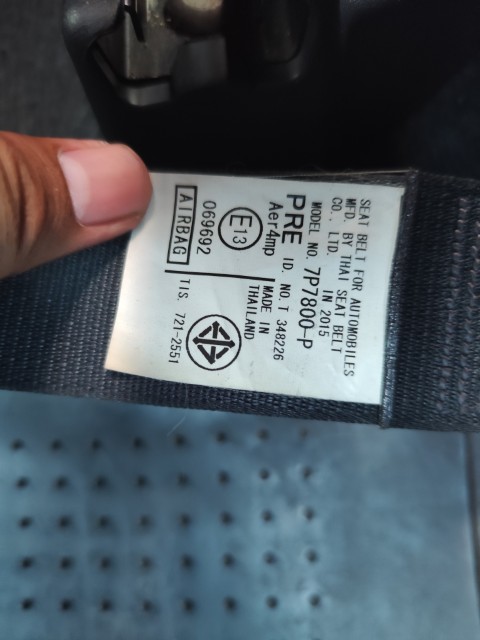 SEAT BELT FOR AUTOMOBILES
MFD. BY THAI SEAT BELT
CO., LTD. IN 2015
MODEL NO. 7P7800-P
PRE ID. NO. T 348226
Aer4mp
MADE IN
THAILAND
E13
069692
AIRBAG
TIS. 721-2551